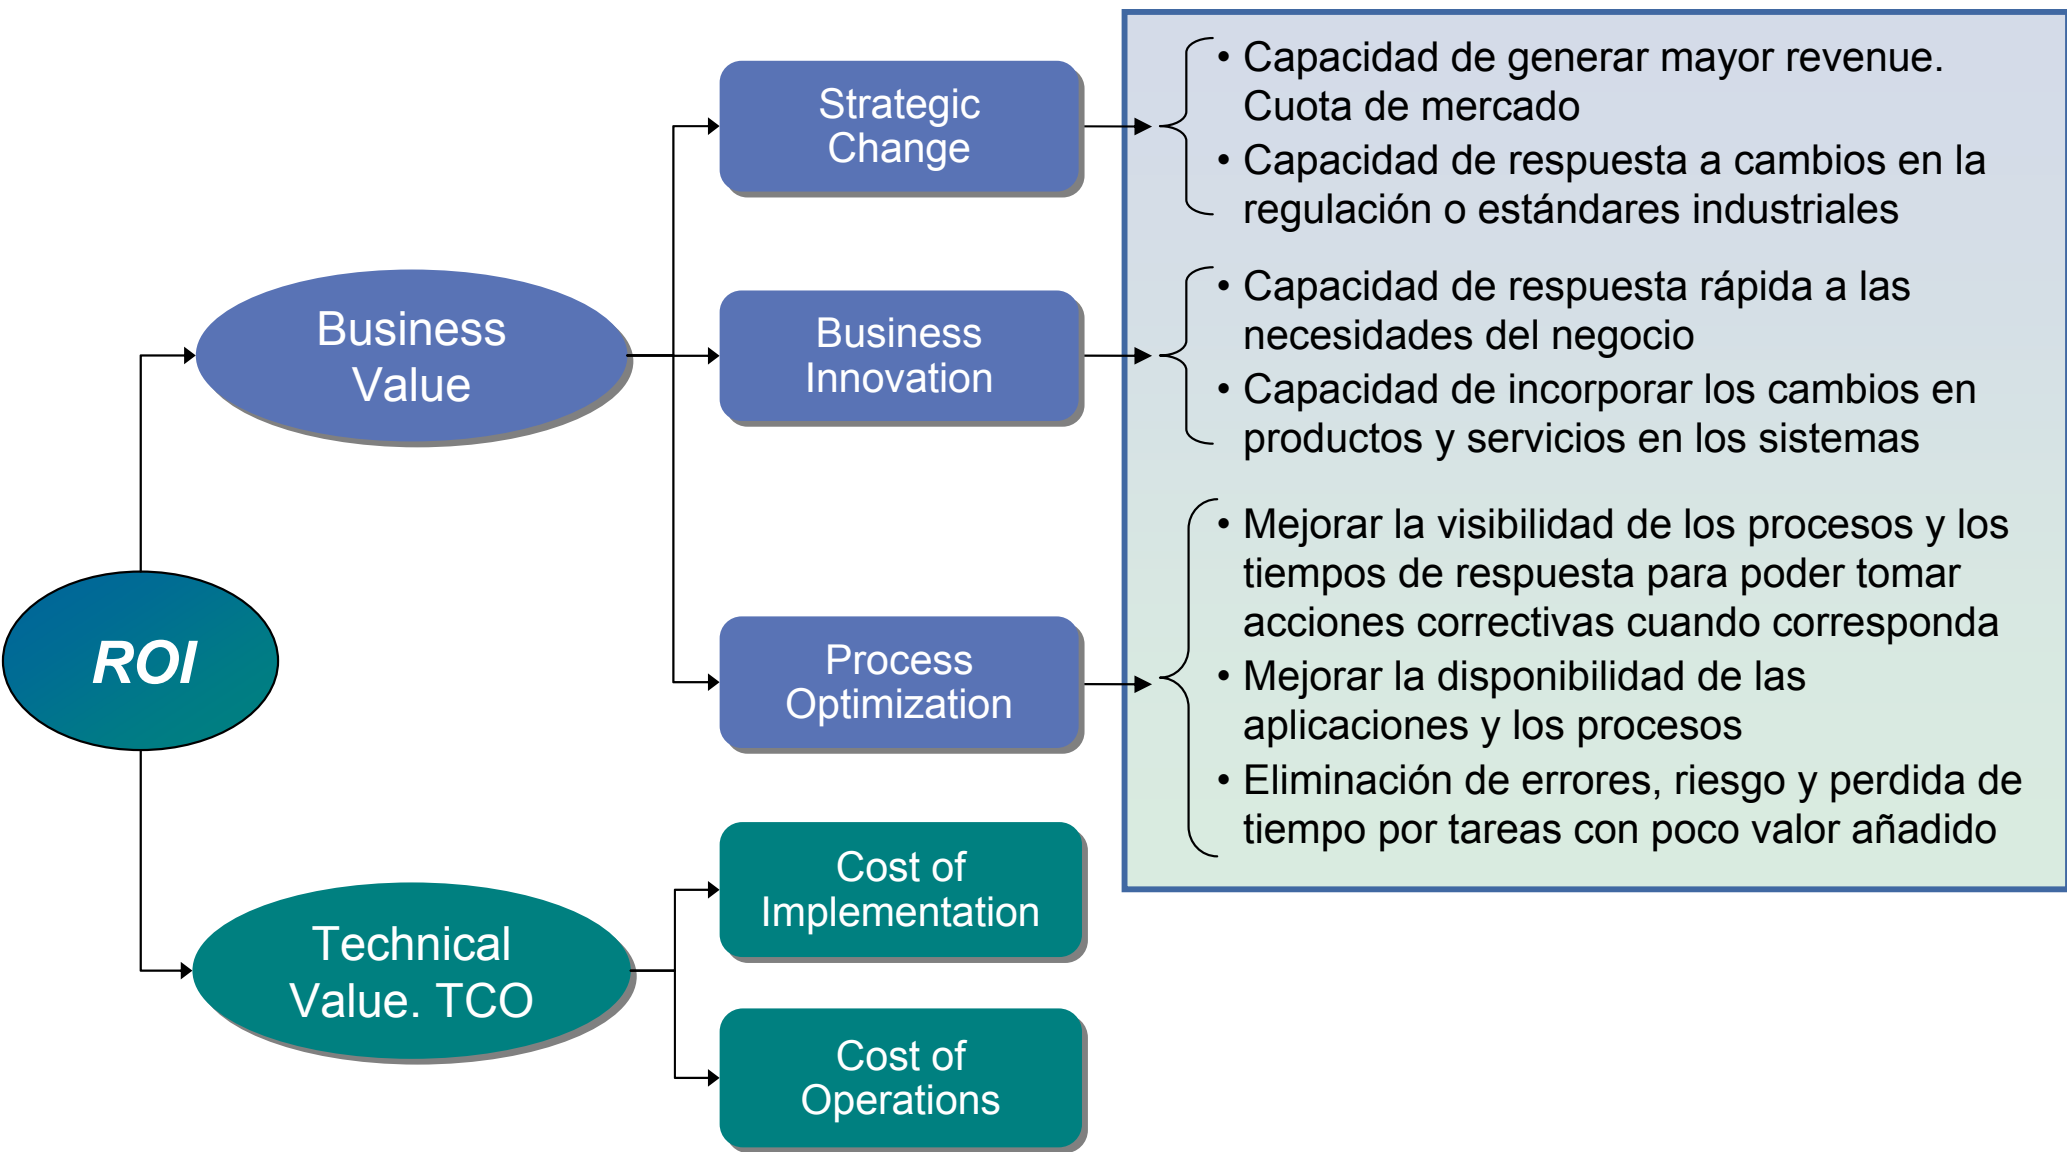 ROI
Business
Value
Strategic
Change
• Capacidad de generar mayor revenue.
Cuota de mercado
• Capacidad de respuesta a cambios en la
regulación o estándares industriales
Business
Innovation
• Capacidad de respuesta rápida a las
necesidades del negocio
• Capacidad de incorporar los cambios en
productos y servicios en los sistemas
Process
Optimization
• Mejorar la visibilidad de los procesos y los
tiempos de respuesta para poder tomar
acciones correctivas cuando corresponda
• Mejorar la disponibilidad de las
aplicaciones y los procesos
• Eliminación de errores, riesgo y perdida de
tiempo por tareas con poco valor añadido
Technical
Value. TCO
Cost of
Implementation
Cost of
Operations